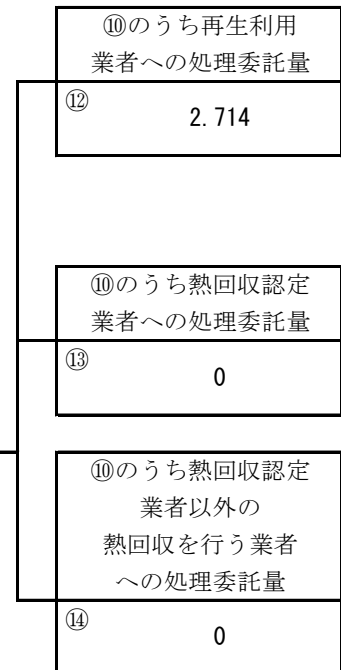 ⑩のうち再生利用
業者への処理委託量
⑫
2.714
⑩のうち熱回収認定
業者への処理委託量
⑬
0
⑩のうち熱回収認定
業者以外の
熱回収を行う業者
への処理委託量
⑭
0